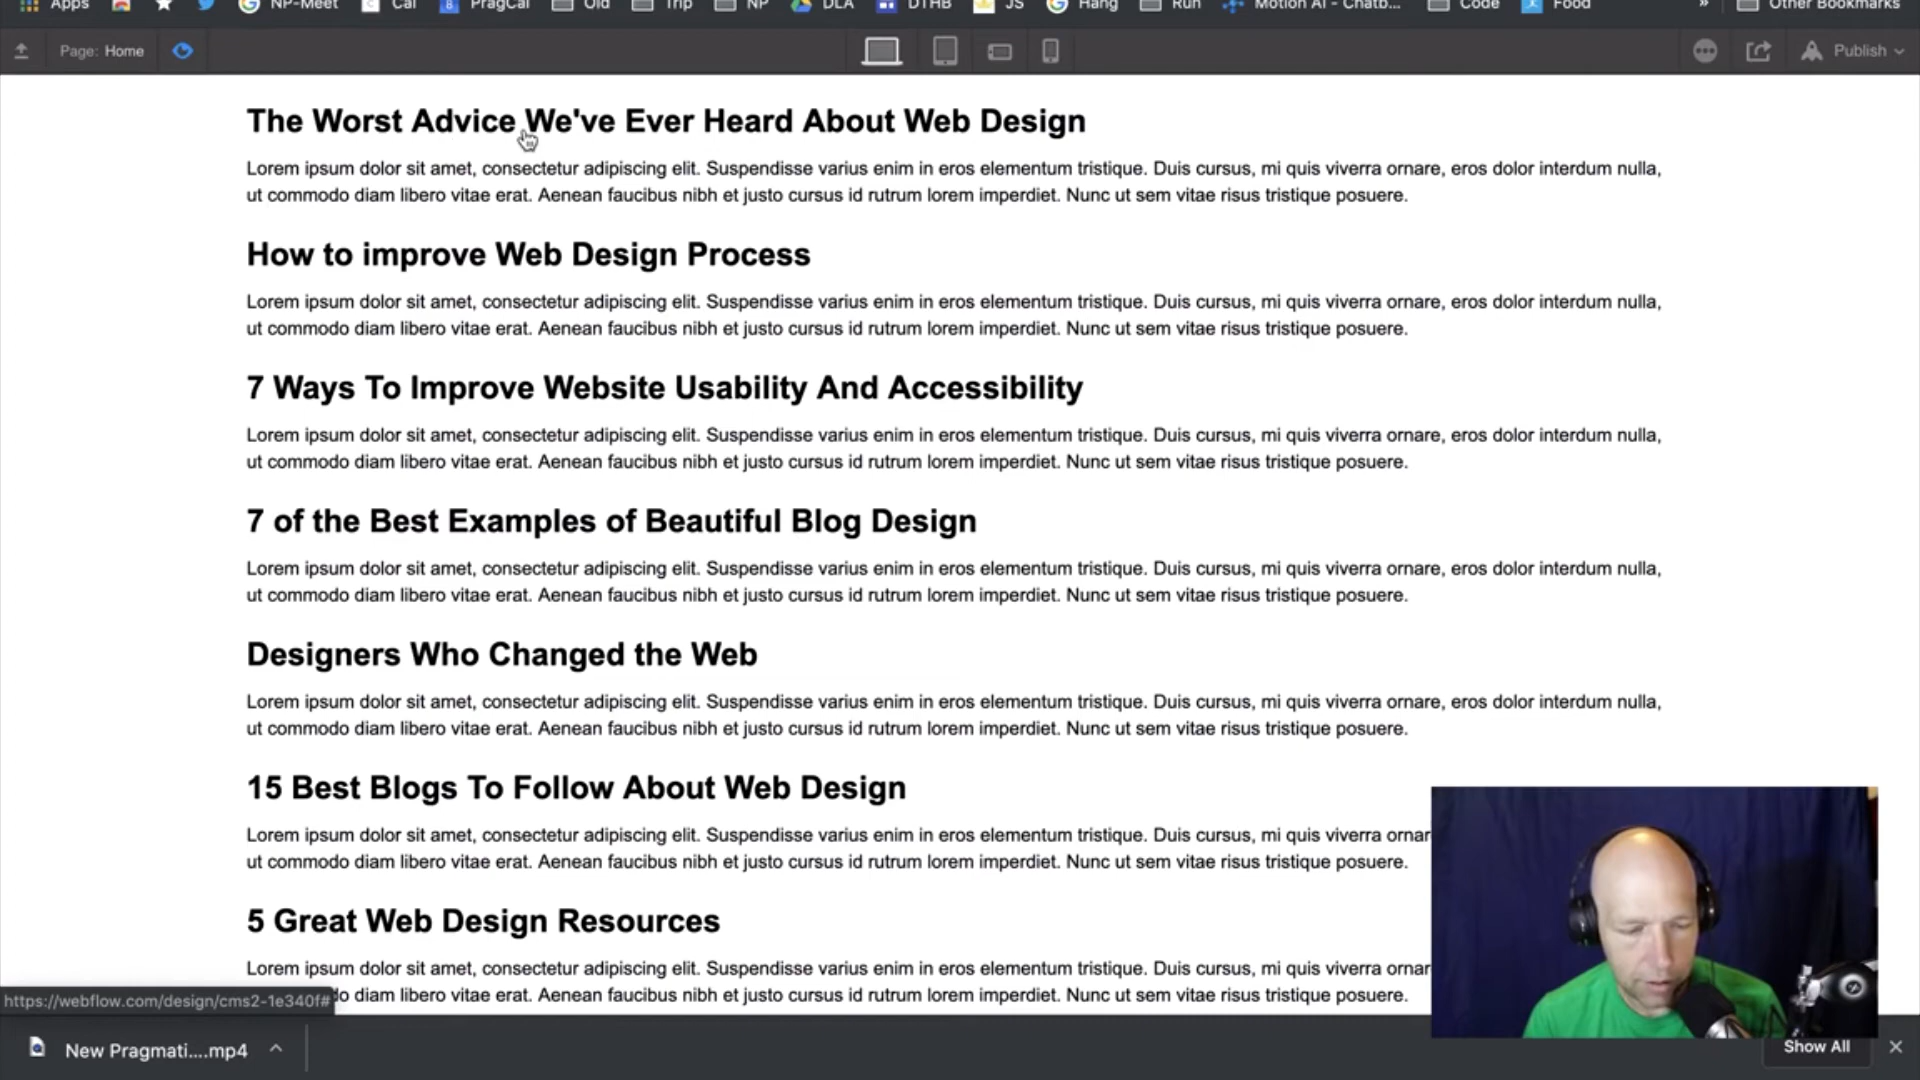 Apps NP-Meet Cal PragCal Old Trip NP DLA DTHB JS Hang Run Motion AI - Chatb... Code Food » Other Bookmarks
Page: Home Publish
The Worst Advice We've Ever Heard About Web Design
Lorem ipsum dolor sit amet, consectetur adipiscing elit. Suspendisse varius enim in eros elementum tristique. Duis cursus, mi quis viverra ornare, eros dolor interdum nulla,
ut commodo diam libero vitae erat. Aenean faucibus nibh et justo cursus id rutrum lorem imperdiet. Nunc ut sem vitae risus tristique posuere.
How to improve Web Design Process
Lorem ipsum dolor sit amet, consectetur adipiscing elit. Suspendisse varius enim in eros elementum tristique. Duis cursus, mi quis viverra ornare, eros dolor interdum nulla,
ut commodo diam libero vitae erat. Aenean faucibus nibh et justo cursus id rutrum lorem imperdiet. Nunc ut sem vitae risus tristique posuere.
7 Ways To Improve Website Usability And Accessibility
Lorem ipsum dolor sit amet, consectetur adipiscing elit. Suspendisse varius enim in eros elementum tristique. Duis cursus, mi quis viverra ornare, eros dolor interdum nulla,
ut commodo diam libero vitae erat. Aenean faucibus nibh et justo cursus id rutrum lorem imperdiet. Nunc ut sem vitae risus tristique posuere.
7 of the Best Examples of Beautiful Blog Design
Lorem ipsum dolor sit amet, consectetur adipiscing elit. Suspendisse varius enim in eros elementum tristique. Duis cursus, mi quis viverra ornare, eros dolor interdum nulla,
ut commodo diam libero vitae erat. Aenean faucibus nibh et justo cursus id rutrum lorem imperdiet. Nunc ut sem vitae risus tristique posuere.
Designers Who Changed the Web
Lorem ipsum dolor sit amet, consectetur adipiscing elit. Suspendisse varius enim in eros elementum tristique. Duis cursus, mi quis viverra ornare, eros dolor interdum nulla,
ut commodo diam libero vitae erat. Aenean faucibus nibh et justo cursus id rutrum lorem imperdiet. Nunc ut sem vitae risus tristique posuere.
15 Best Blogs To Follow About Web Design
Lorem ipsum dolor sit amet, consectetur adipiscing elit. Suspendisse varius enim in eros elementum tristique. Duis cursus, mi quis viverra ornar
ut commodo diam libero vitae erat. Aenean faucibus nibh et justo cursus id rutrum lorem imperdiet. Nunc ut sem vitae risus tristique posuere.
5 Great Web Design Resources
Lorem ipsum dolor sit amet, consectetur adipiscing elit. Suspendisse varius enim in eros elementum tristique. Duis cursus, mi quis viverra ornar
https://webflow.com/design/cms2-1e340f# do diam libero vitae erat. Aenean faucibus nibh et justo cursus id rutrum lorem imperdiet. Nunc ut sem vitae risus tristique posuere.
New Pragmati....mp4 Show All